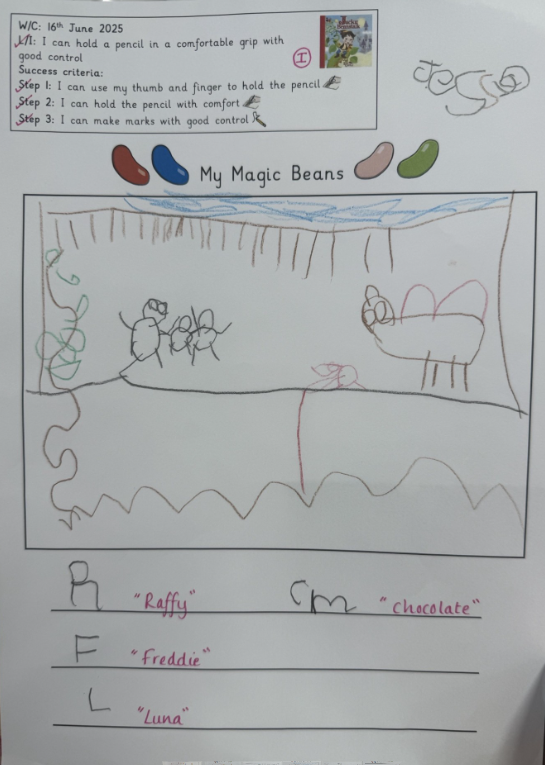 W/C: 16th June 2025
L/I: I can hold a pencil in a comfortable grip with
good control
I
Success criteria:
Step 1: I can use my thumb and finger to hold the pencil
Step 2: I can hold the pencil with comfort
Step 3: I can make marks with good control
My Magic Beans
R "Raffy" Cm "Chocolate"
F "Freddie"
L "Luna"